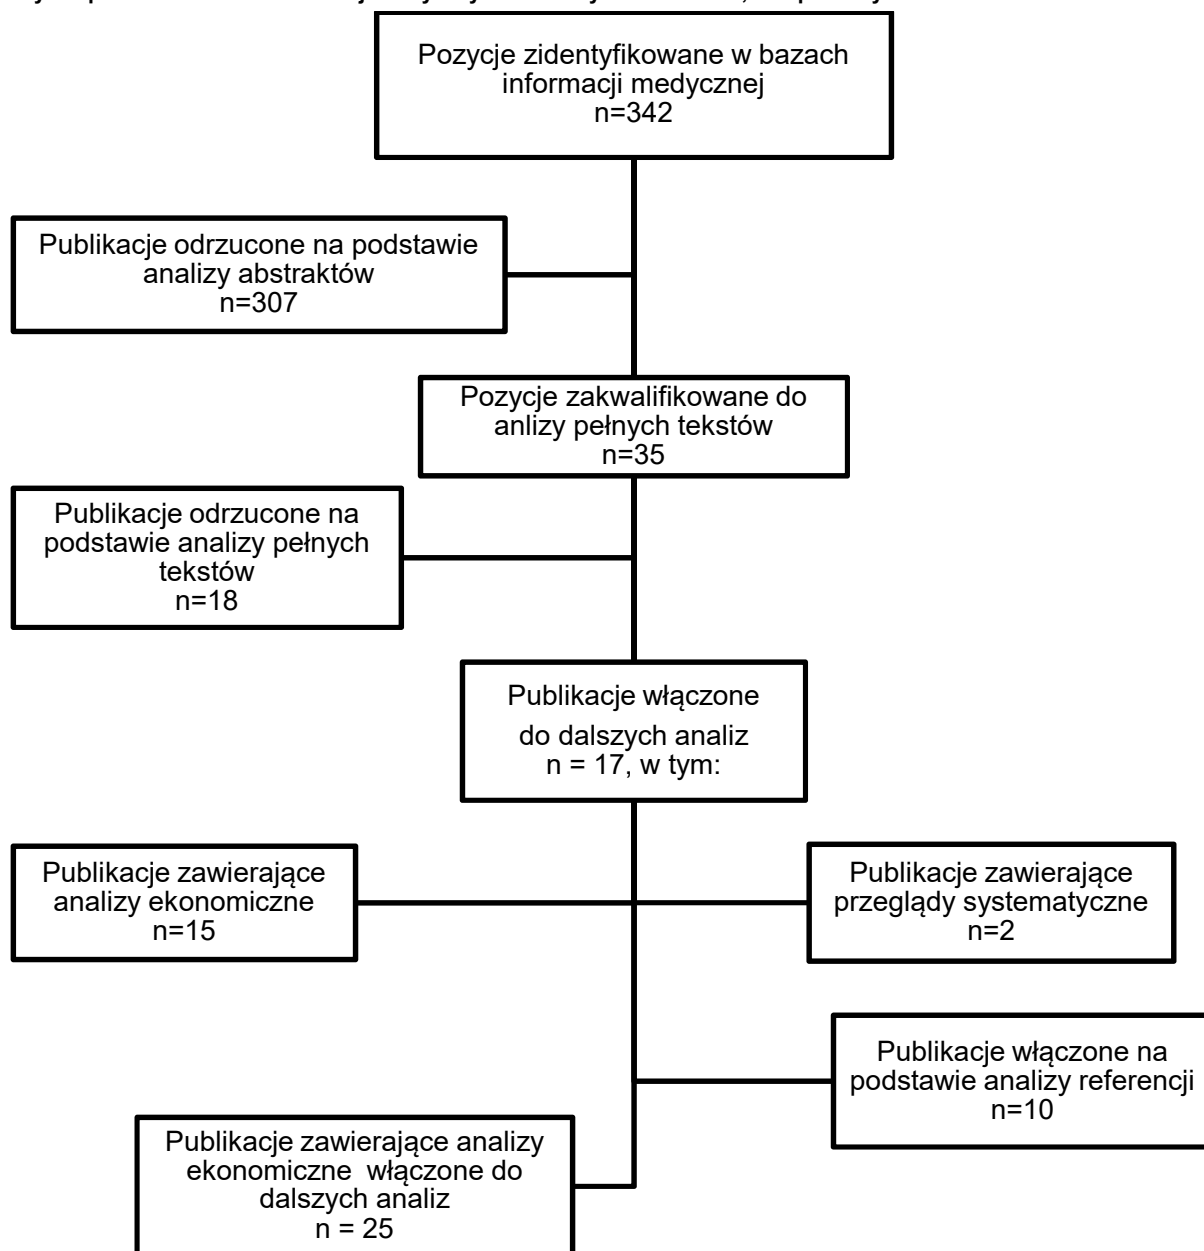 Pozycje zidentyfikowane w bazach
informacji medycznej
n=342
Publikacje odrzucone na podstawie
analizy abstraktów
n=307
Pozycje zakwalifikowane do
anlizy pełnych tekstów
n=35
Publikacje odrzucone na
podstawie analizy pełnych
tekstów
n=18
Publikacje włączone
do dalszych analiz
n = 17, w tym:
Publikacje zawierające
analizy ekonomiczne
n=15
Publikacje zawierające
przeglądy systematyczne
n=2
Publikacje włączone na
podstawie analizy referencji
n=10
Publikacje zawierające analizy
ekonomiczne włączone do
dalszych analiz
n = 25